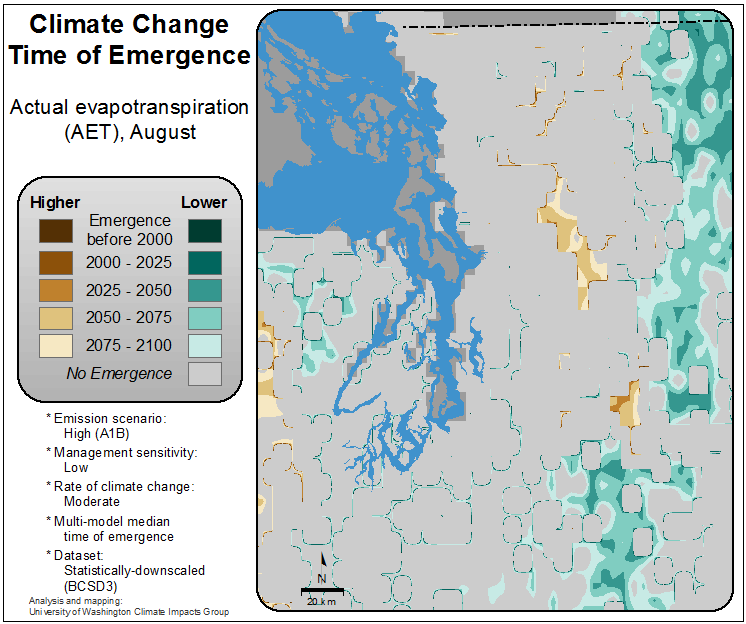 Climate Change
Time of Emergence
Actual evapotranspiration
(AET), August
Higher
Lower
Emergence
before 2000
2000 - 2025
2025 - 2050
2050 - 2075
2075 - 2100
No Emergence
* Emission scenario:
High (A1B)
* Management sensitivity:
Low
* Rate of climate change:
Moderate
* Multi-model median
time of emergence
* Dataset:
Statistically-downscaled
(BCSD3)
Analysis and mapping:
University of Washington Climate Impacts Group
N
20 km